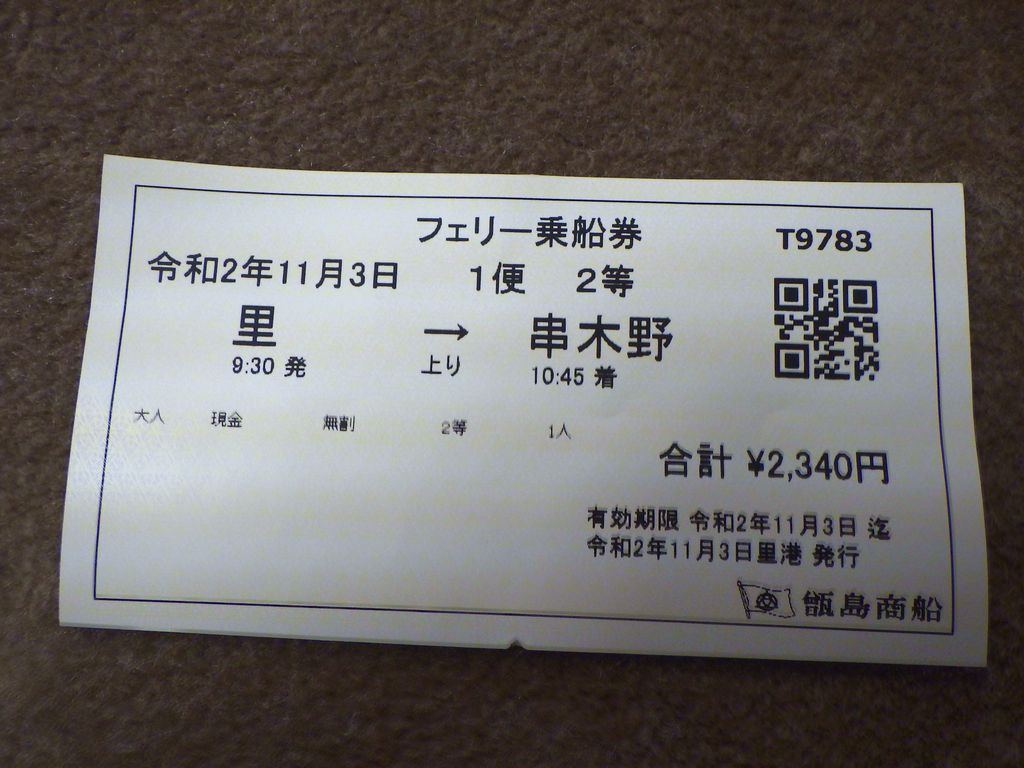 フェリー乗船券 T9783
令和2年11月3日 1便 2等
里 → 串木野
9:30 発 上り 10:45 着
大人 現金 無割 2等 1人
合計 ¥2,340円
有効期限 令和2年11月3日 迄
令和2年11月3日里港 発行
甑島商船